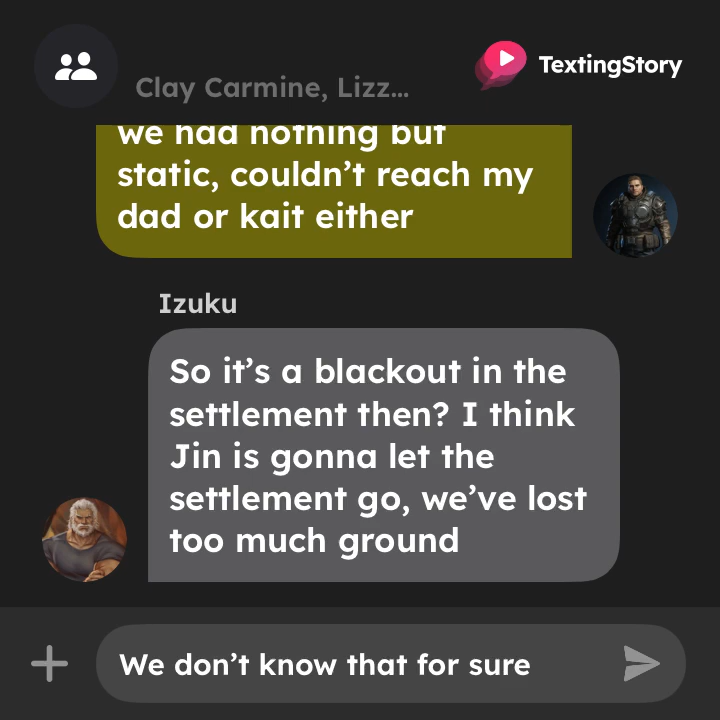 Clay Carmine, Lizz...
TextingStory
we had nothing but
static, couldn’t reach my
dad or kait either
Izuku
So it’s a blackout in the
settlement then? I think
Jin is gonna let the
settlement go, we’ve lost
too much ground
We don’t know that for sure